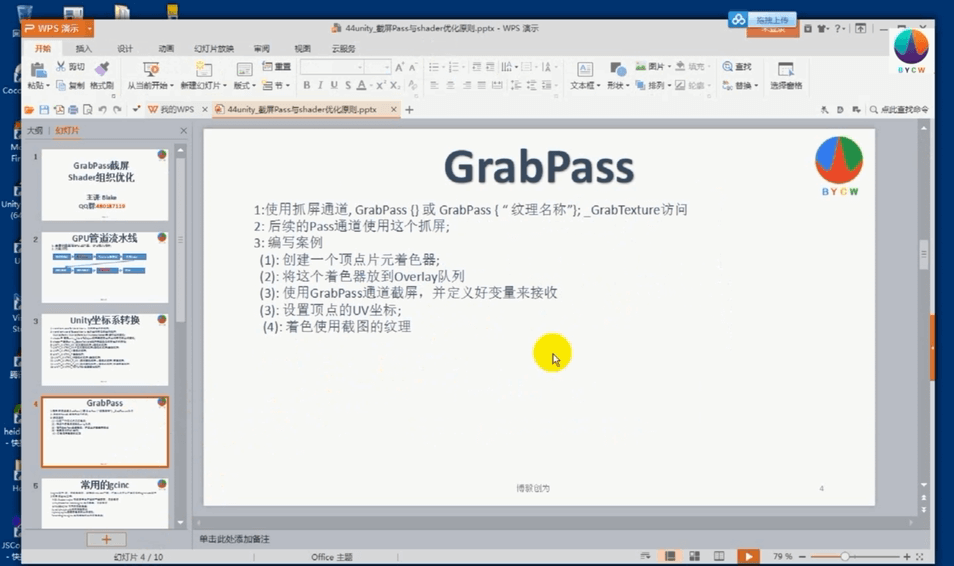 44unity_截屏Pass与shader优化原则.pptx - WPS 演示
WPS 演示
拖拽上传
未登录
BYCW
开始 插入 设计 动画 幻灯片放映 审阅 视图 云服务
粘贴 剪切 复制 格式刷
从当前开始 新建幻灯片 版式 重置 节
文本框 形状 图片 排列 填充 轮廓 查找 替换 选择窗格
我的WPS
44unity_截屏Pass与shader优化原则.pptx
点此查找命令
大纲 幻灯片
1
GrabPass截屏
Shader组织优化
主讲: Blake
2
GPU管道流水线
3
Unity坐标系转换
4
GrabPass
5
常用的gcinc
GrabPass
BYCW
1:使用抓屏通道, GrabPass {} 或 GrabPass { “ 纹理名称”}; _GrabTexture访问
2: 后续的Pass通道使用这个抓屏;
3: 编写案例
(1): 创建一个顶点片元着色器;
(2): 将这个着色器放到Overlay队列
(3): 使用GrabPass通道截屏，并定义好变量来接收
(3): 设置顶点的UV坐标;
(4): 着色使用截图的纹理
博毅创为
4
单击此处添加备注
幻灯片 4 / 10
Office 主题
79 %